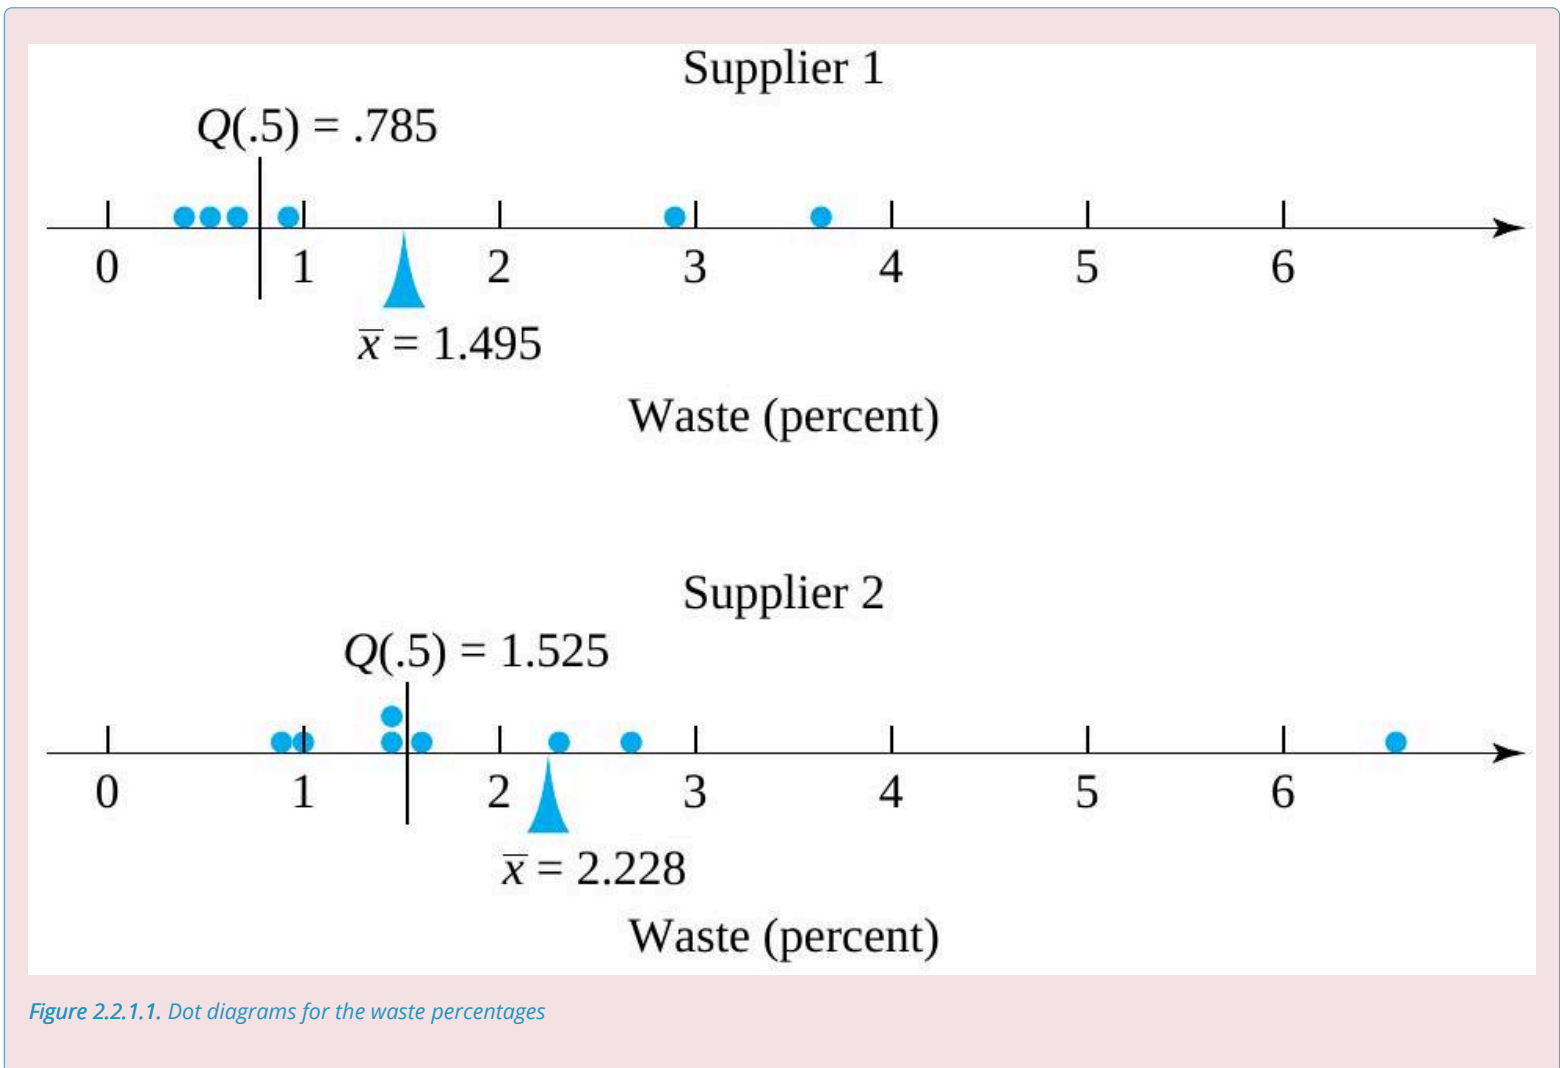 Supplier 1
Q(.5) = .785
0 1 2 3 4 5 6
x̅ = 1.495
Waste (percent)
Supplier 2
Q(.5) = 1.525
0 1 2 3 4 5 6
x̅ = 2.228
Waste (percent)
Figure 2.2.1.1. Dot diagrams for the waste percentages